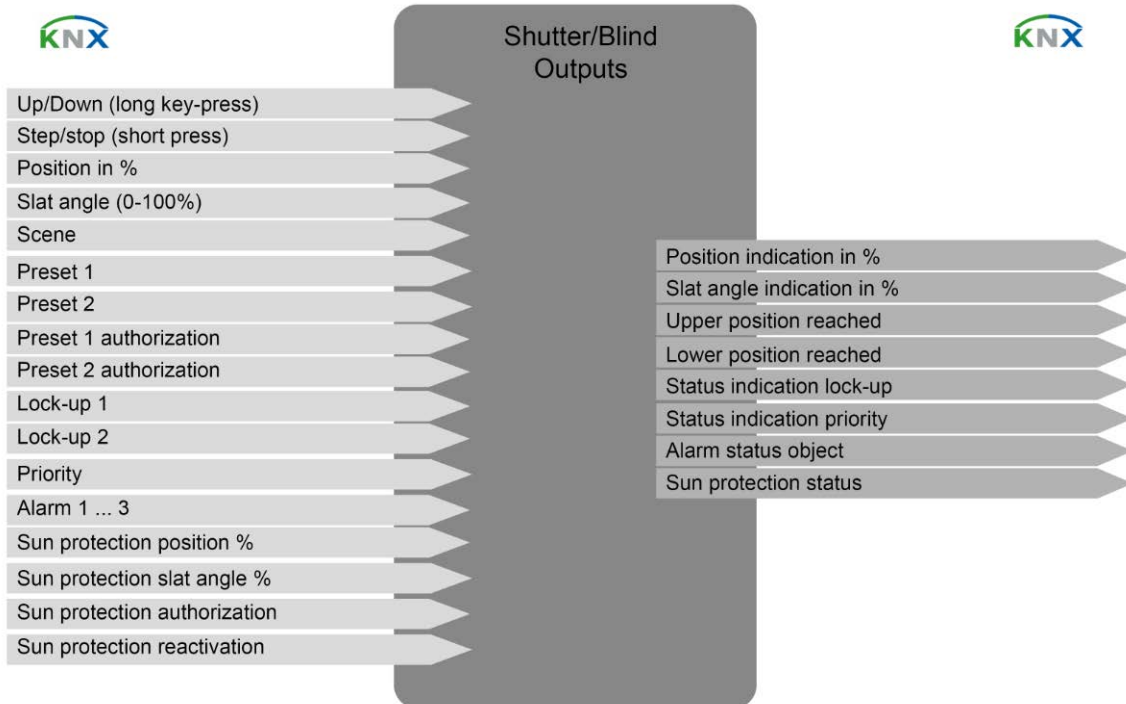 KNX
Shutter/Blind
Outputs
KNX
Up/Down (long key-press)
Step/stop (short press)
Position in %
Slat angle (0-100%)
Scene
Preset 1
Preset 2
Preset 1 authorization
Preset 2 authorization
Lock-up 1
Lock-up 2
Priority
Alarm 1 ... 3
Sun protection position %
Sun protection slat angle %
Sun protection authorization
Sun protection reactivation
Position indication in %
Slat angle indication in %
Upper position reached
Lower position reached
Status indication lock-up
Status indication priority
Alarm status object
Sun protection status